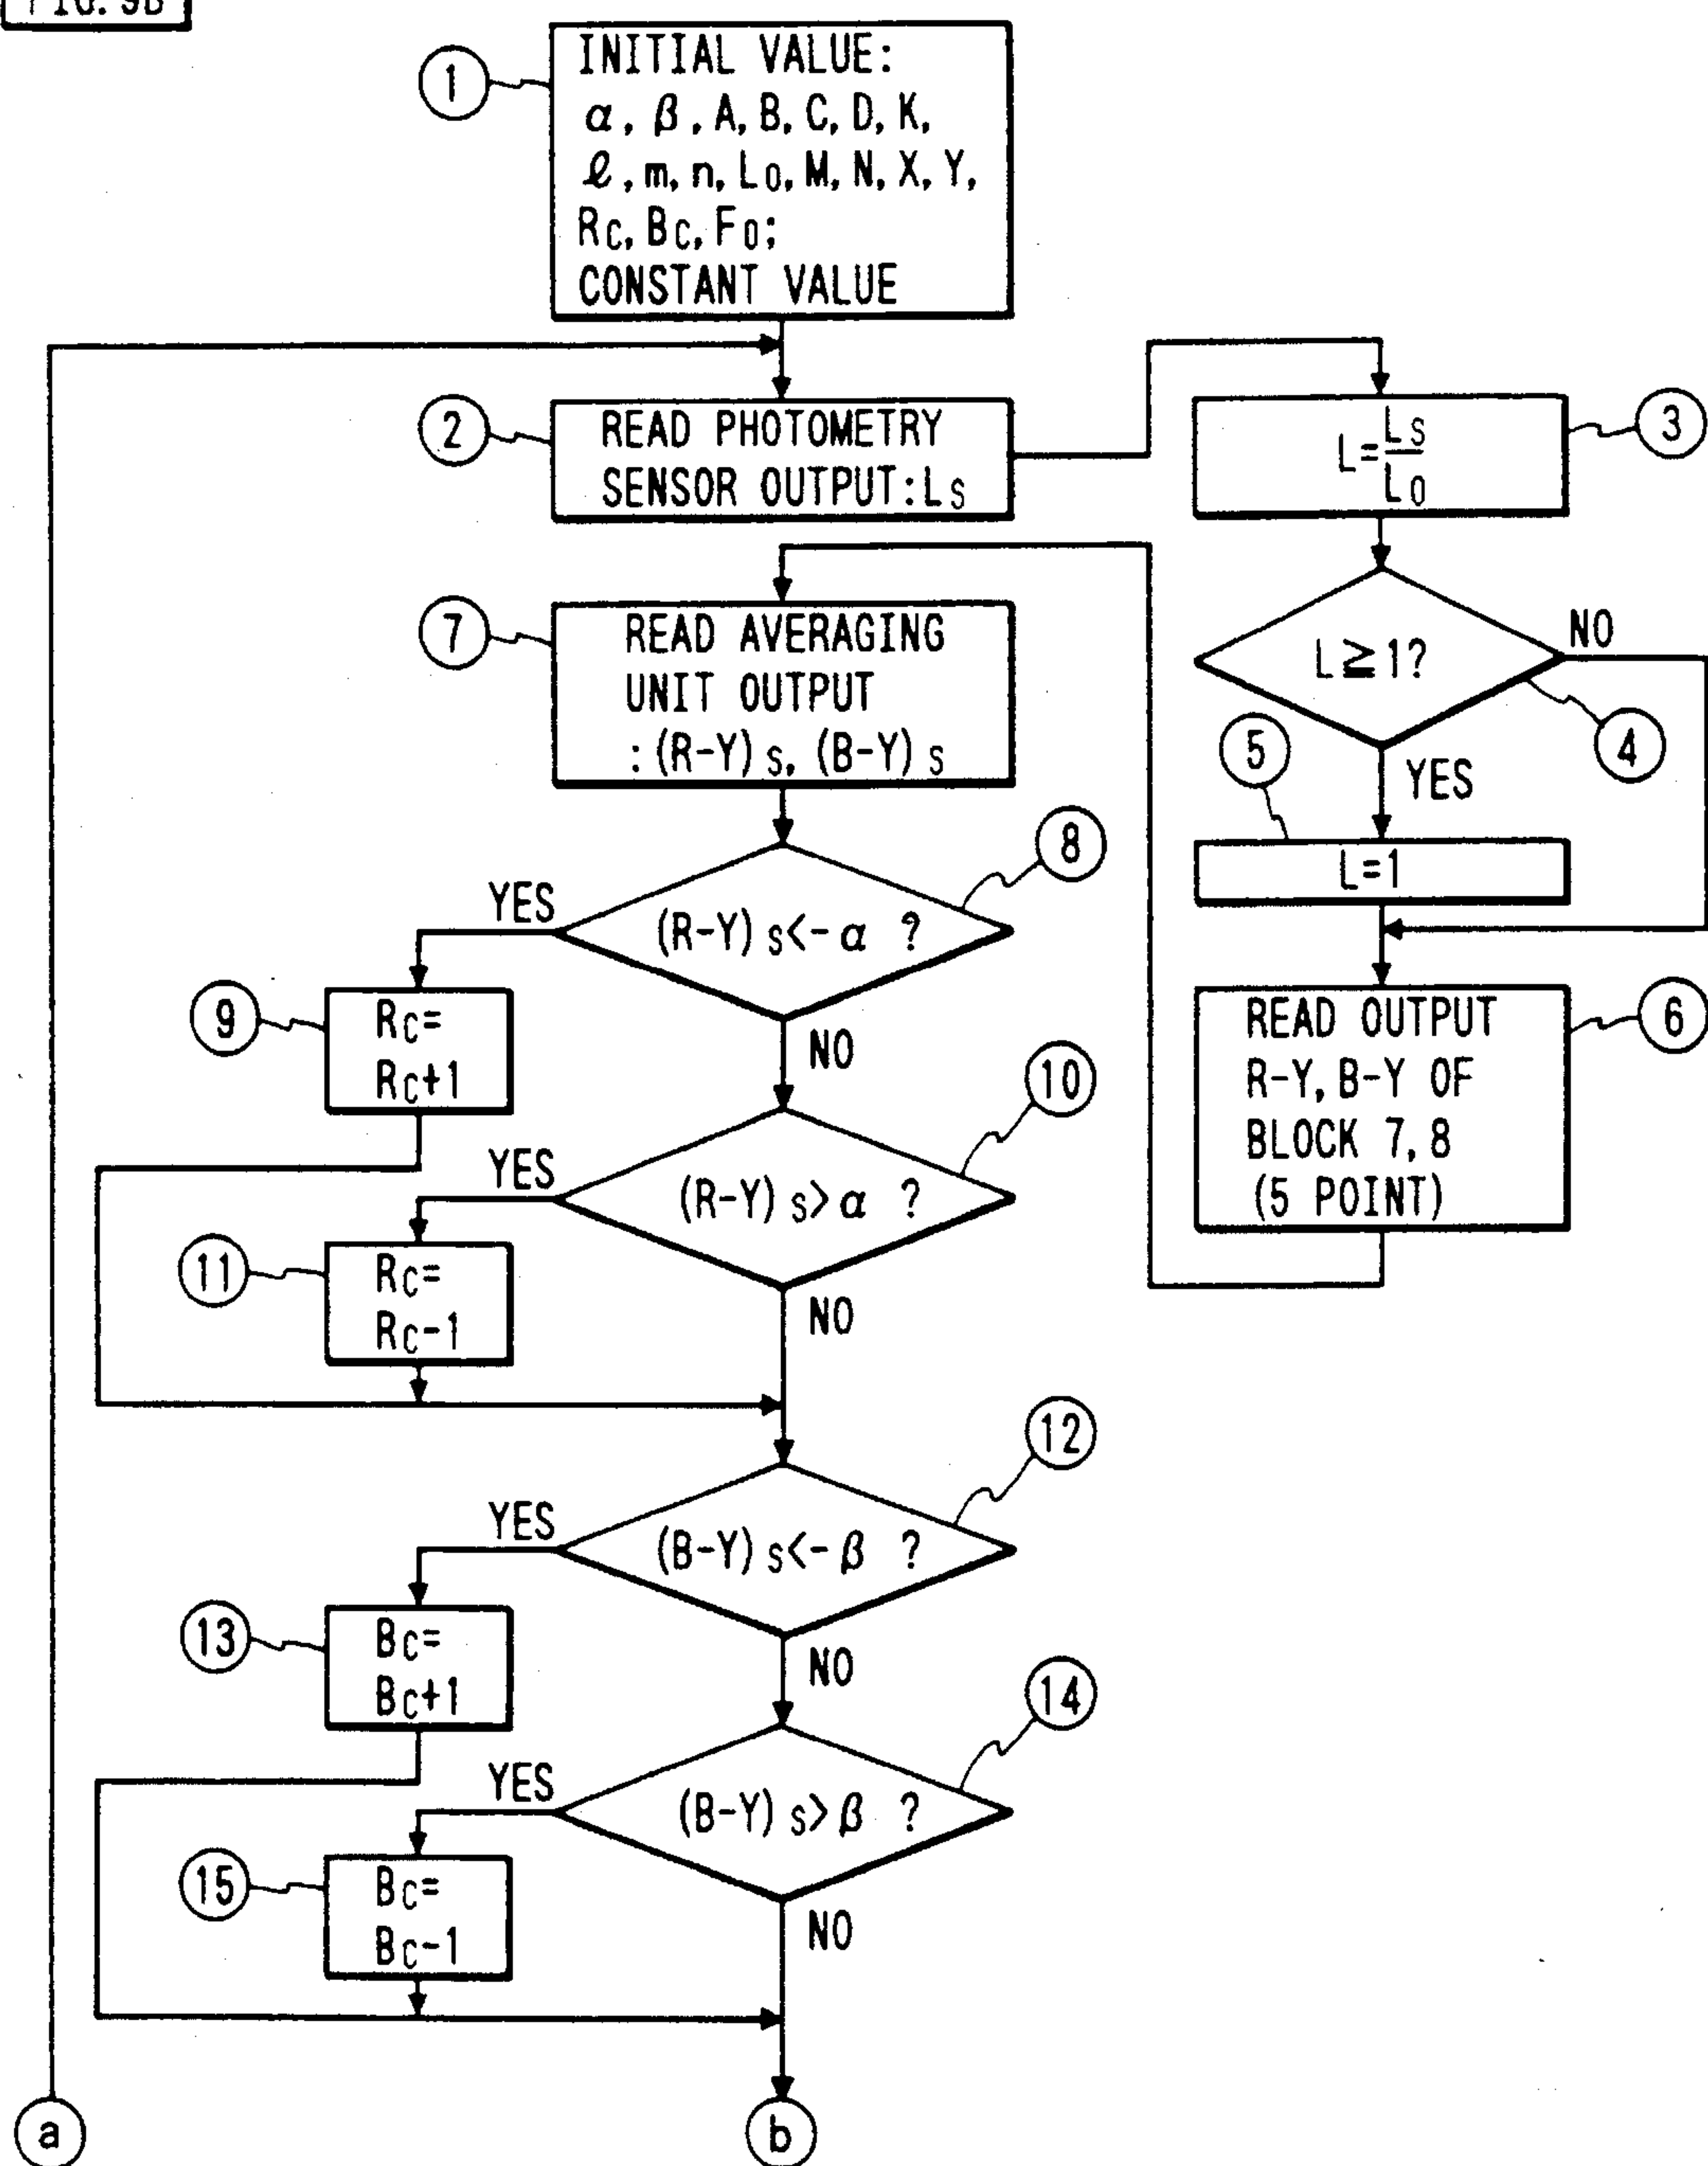 FIG. 9B
1
INITIAL VALUE:
α, β, A, B, C, D, K,
ℓ, m, n, L0, M, N, X, Y,
RC, BC, F0;
CONSTANT VALUE
2
READ PHOTOMETRY
SENSOR OUTPUT:LS
3
L=LS/L0
L≧1?
NO
4
YES
5
L=1
6
READ OUTPUT
R-Y, B-Y OF
BLOCK 7, 8
(5 POINT)
7
READ AVERAGING
UNIT OUTPUT
:(R-Y)S, (B-Y)S
8
YES
(R-Y)S<-α ?
NO
9
RC=
RC+1
10
YES
(R-Y)S>α ?
NO
11
RC=
RC-1
12
YES
(B-Y)S<-β ?
NO
13
BC=
BC+1
14
YES
(B-Y)S>β ?
NO
15
BC=
BC-1
a
b